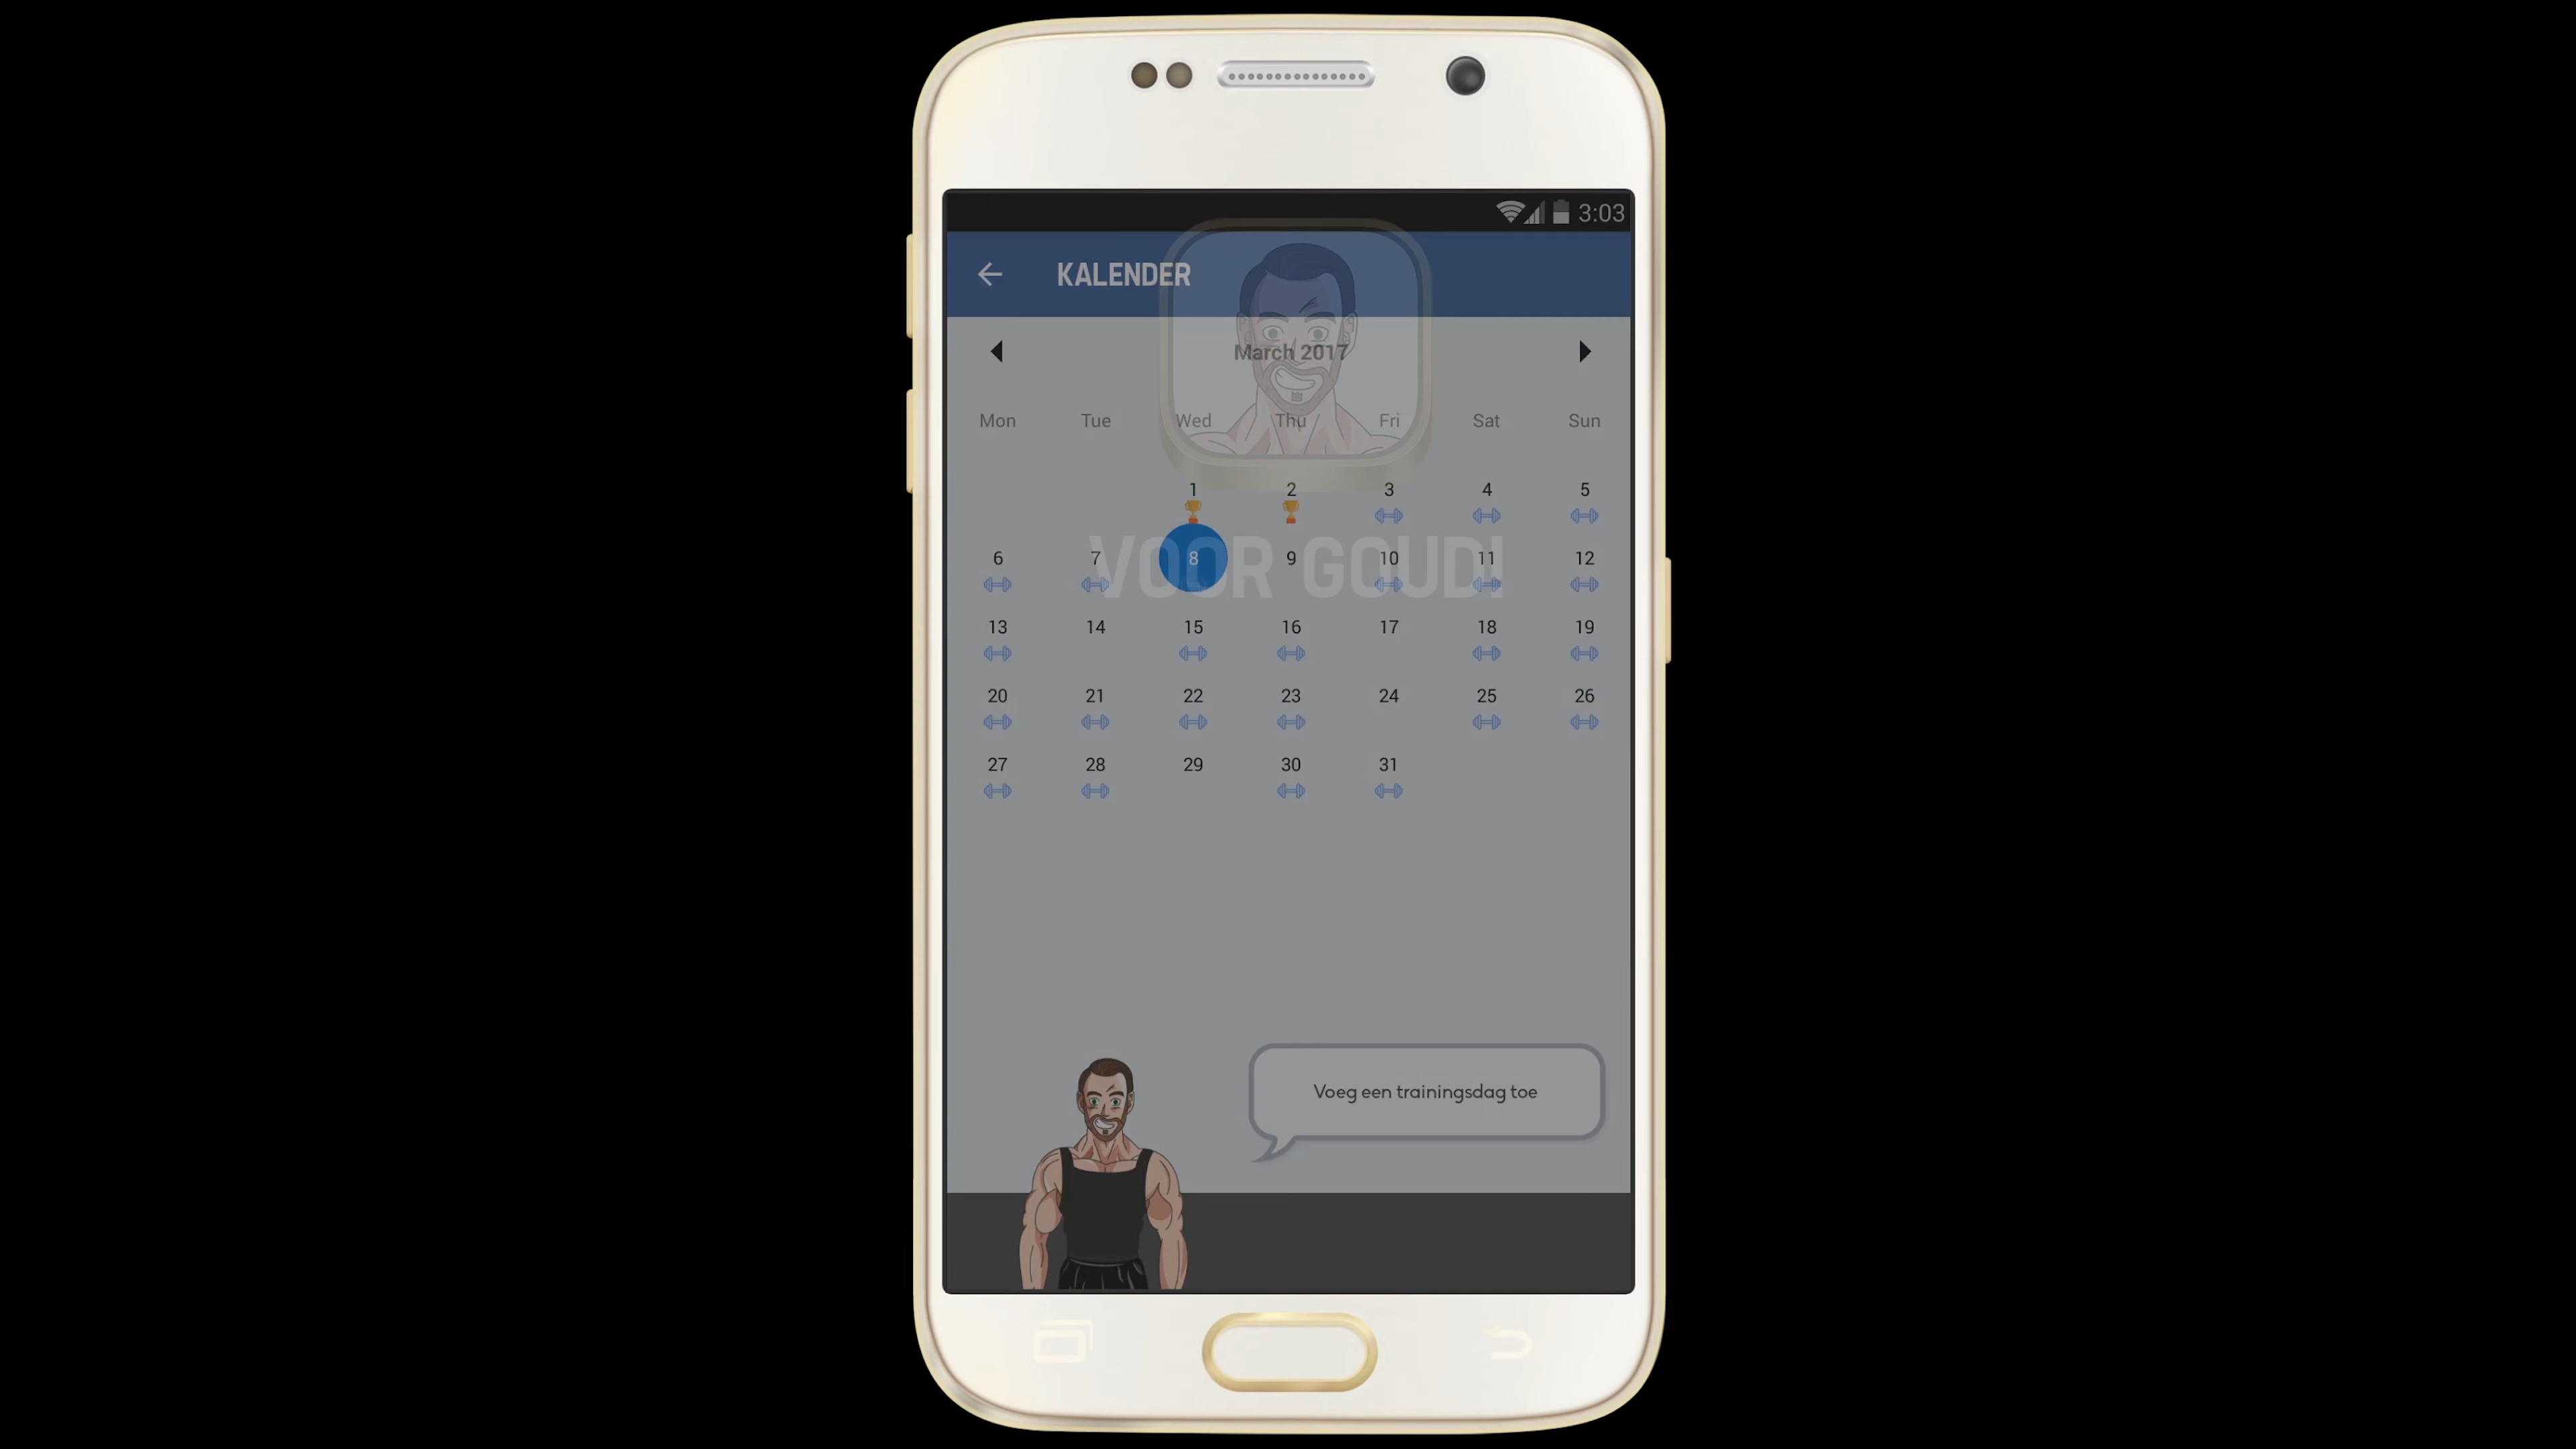 3:03
KALENDER
March 2017
Mon Tue Wed Thu Fri Sat Sun
1 2 3 4 5
6 7 8 9 10 11 12
VOOR GOUD!
13 14 15 16 17 18 19
20 21 22 23 24 25 26
27 28 29 30 31
Voeg een trainingsdag toe